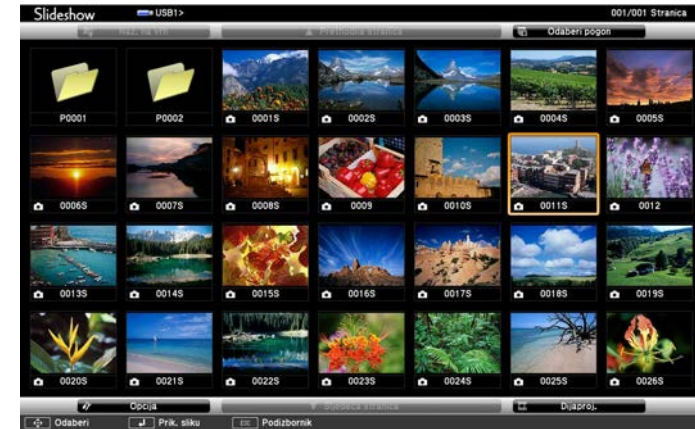 Slideshow USB1> 001/001 Stranica
Naz. na vrh Prethodna stranica Odaberi pogon
P0001 P0002 0001S 0002S 0003S 0004S 0005S
0006S 0007S 0008S 0009 0010S 0011S 0012
0013S 0014S 0015S 0016S 0017S 0018S 0019S
0020S 0021S 0022S 0023S 0024S 0025S 0026S
Opcija Sljedeća stranica Dijaproj.
Odaberi Prik. sliku Esc Podizbornik